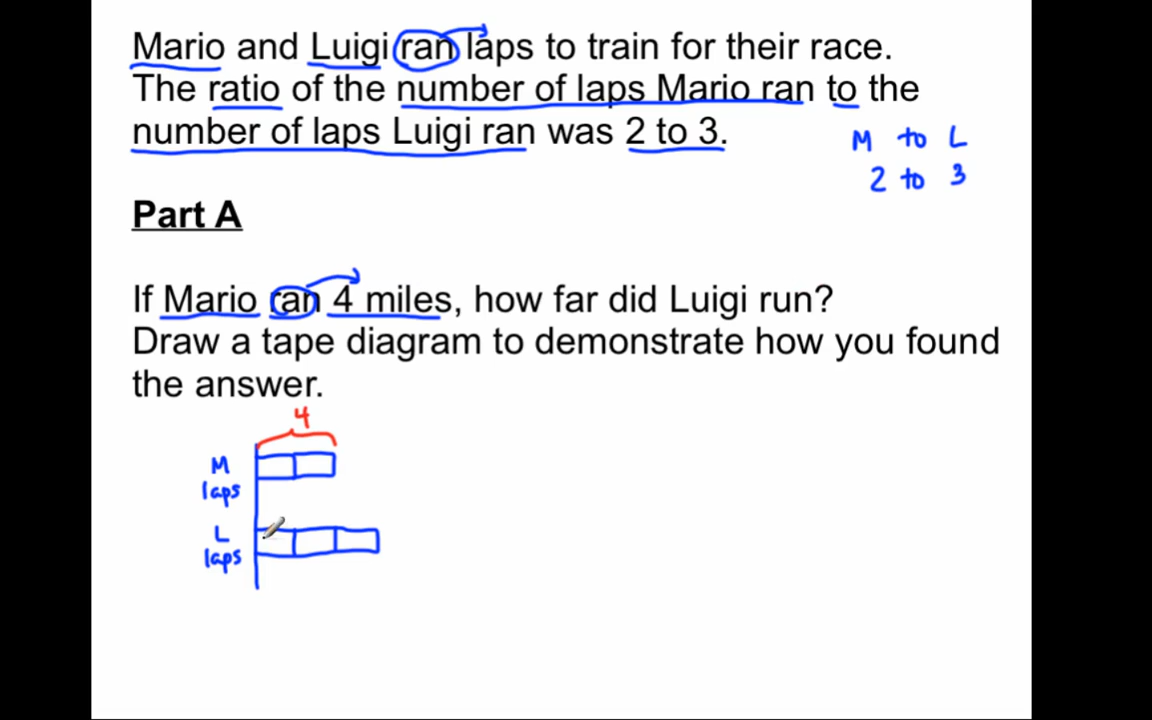 Mario and Luigi ran laps to train for their race.
The ratio of the number of laps Mario ran to the
number of laps Luigi ran was 2 to 3.
M to L
2 to 3
Part A
If Mario ran 4 miles, how far did Luigi run?
Draw a tape diagram to demonstrate how you found
the answer.
4
M
laps
L
laps